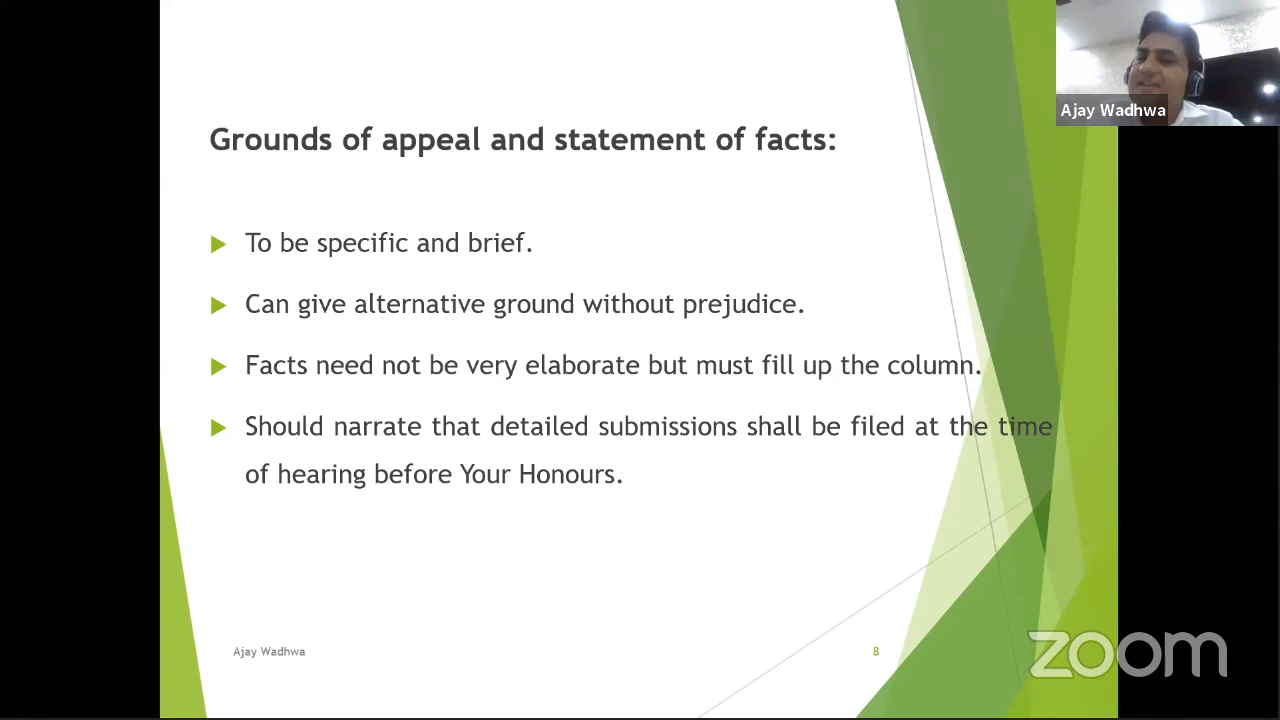 Ajay Wadhwa
Grounds of appeal and statement of facts:
To be specific and brief.
Can give alternative ground without prejudice.
Facts need not be very elaborate but must fill up the column.
Should narrate that detailed submissions shall be filed at the time
of hearing before Your Honours.
Ajay Wadhwa
8
zoom